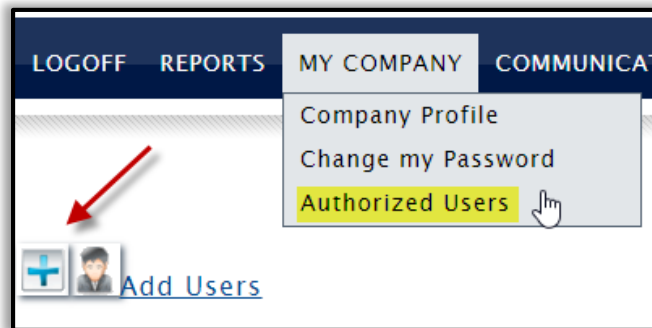 LOGOFF REPORTS MY COMPANY COMMUNICAT
Company Profile
Change my Password
Authorized Users
Add Users